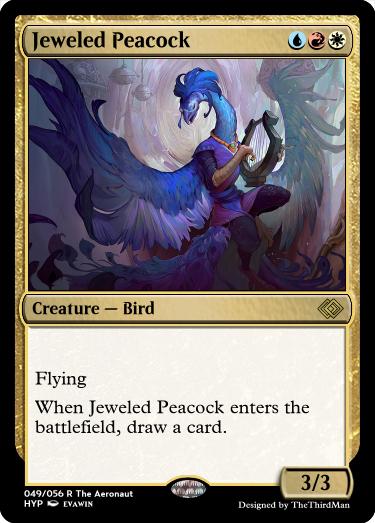 Jeweled Peacock
Creature — Bird
Flying
When Jeweled Peacock enters the
battlefield, draw a card.
3/3
049/056 R The Aeronaut
HYP EVAWIN
Designed by TheThirdMan